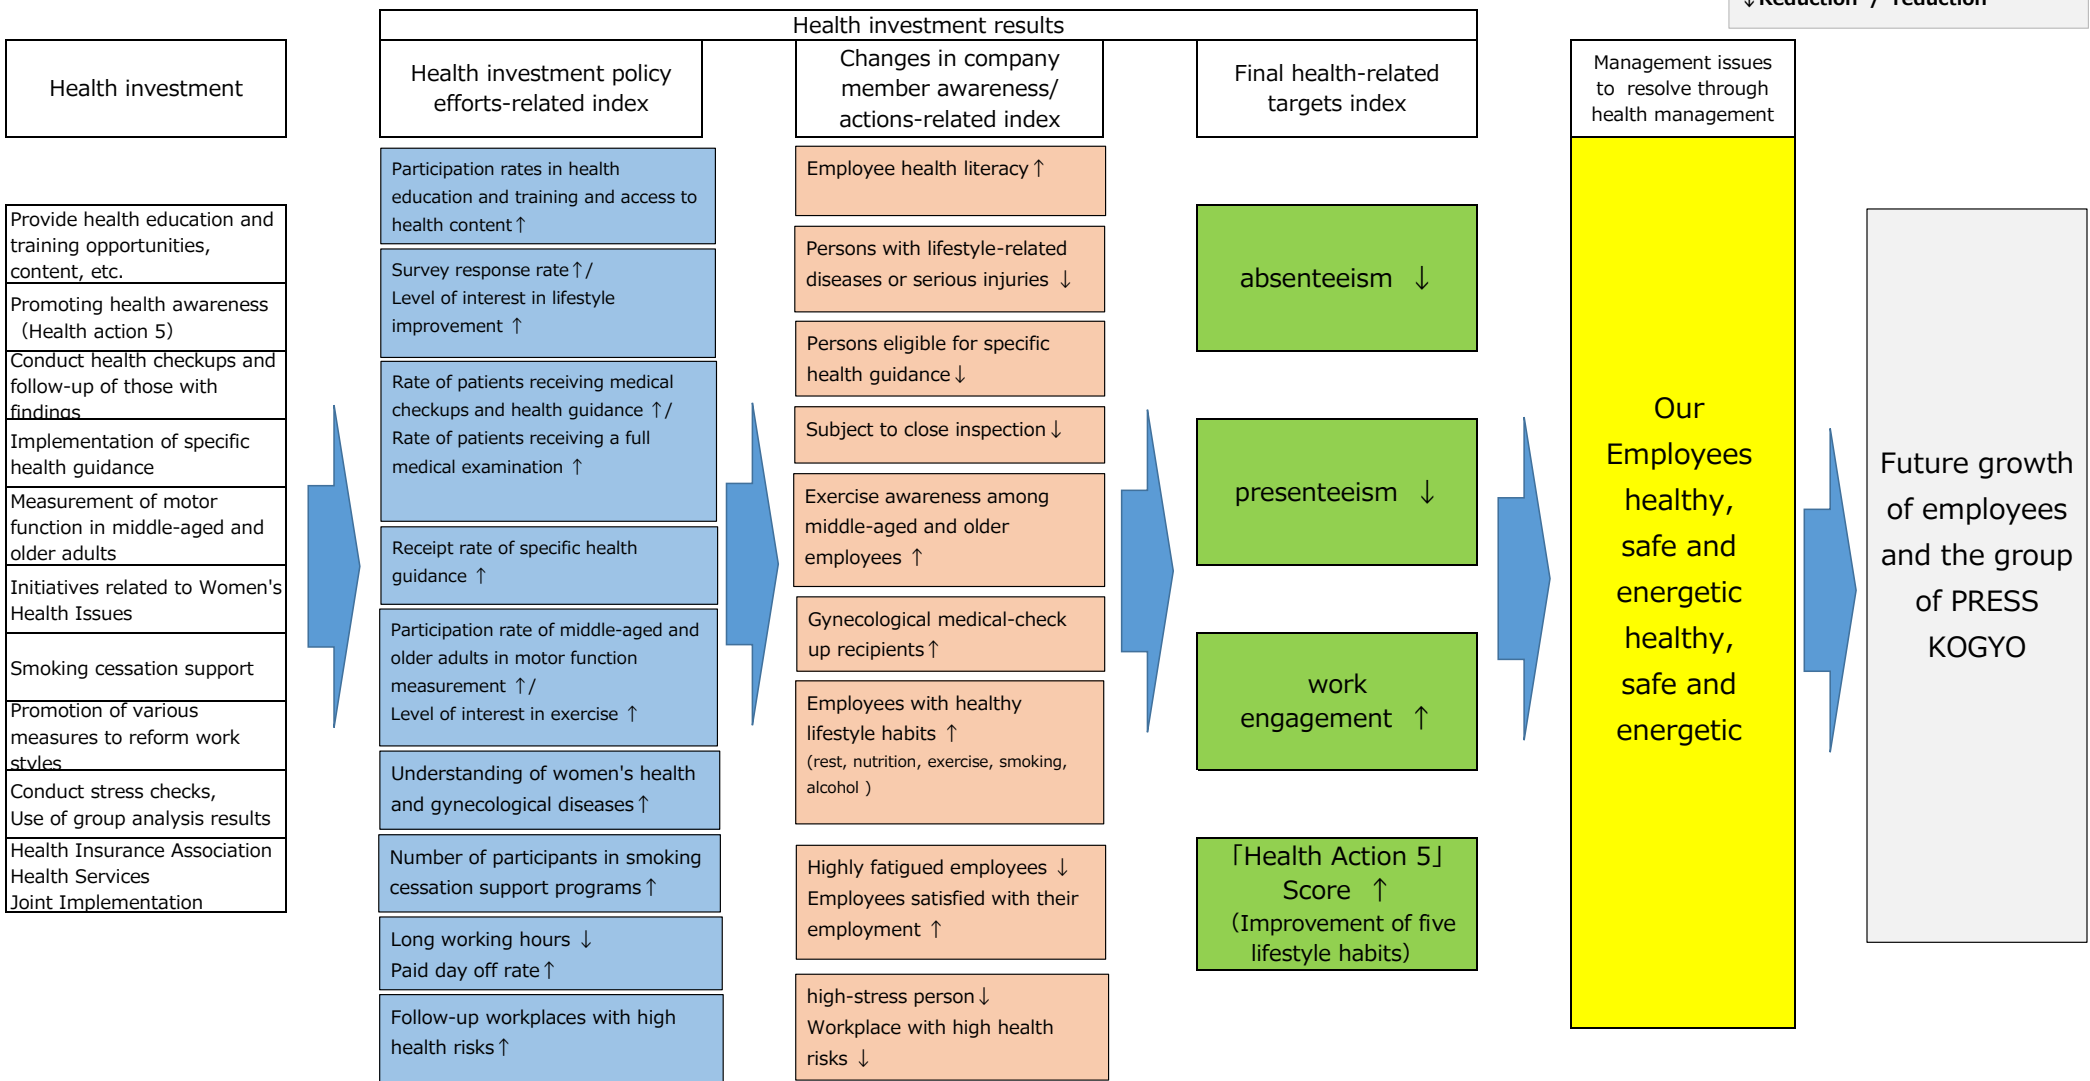 ↓Reduction / reduction
Health investment results
Health investment
Health investment policy
efforts-related index
Changes in company
member awareness/
actions-related index
Final health-related
targets index
Management issues
to resolve through
health management
Provide health education and
training opportunities,
content, etc.
Promoting health awareness
（Health action 5）
Conduct health checkups and
follow-up of those with
findings
Implementation of specific
health guidance
Measurement of motor
function in middle-aged and
older adults
Initiatives related to Women's
Health Issues
Smoking cessation support
Promotion of various
measures to reform work
styles
Conduct stress checks,
Use of group analysis results
Health Insurance Association
Health Services
Joint Implementation
Participation rates in health
education and training and access to
health content↑
Survey response rate↑/
Level of interest in lifestyle
improvement ↑
Rate of patients receiving medical
checkups and health guidance ↑/
Rate of patients receiving a full
medical examination ↑
Receipt rate of specific health
guidance ↑
Participation rate of middle-aged and
older adults in motor function
measurement ↑/
Level of interest in exercise ↑
Understanding of women's health
and gynecological diseases↑
Number of participants in smoking
cessation support programs↑
Long working hours ↓
Paid day off rate↑
Follow-up workplaces with high
health risks↑
Employee health literacy↑
Persons with lifestyle-related
diseases or serious injuries ↓
Persons eligible for specific
health guidance↓
Subject to close inspection↓
Exercise awareness among
middle-aged and older
employees ↑
Gynecological medical-check
up recipients↑
Employees with healthy
lifestyle habits ↑
(rest, nutrition, exercise, smoking,
alcohol )
Highly fatigued employees ↓
Employees satisfied with their
employment ↑
high-stress person↓
Workplace with high health
risks ↓
absenteeism ↓
presenteeism ↓
work
engagement ↑
「Health Action 5」
Score ↑
（Improvement of five
lifestyle habits）
Our
Employees
healthy,
safe and
energetic
healthy,
safe and
energetic
Future growth
of employees
and the group
of PRESS
KOGYO